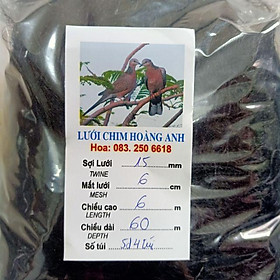 LƯỚI CHIM HOÀNG ANH
Hoa: 083. 250 6618
Sợi Lưới 15 mm
TWINE
Mắt lưới 6 cm
MESH
Chiều cao 6 m
LENGTH
Chiều dài 60 m
DEPTH
Số túi 5d4